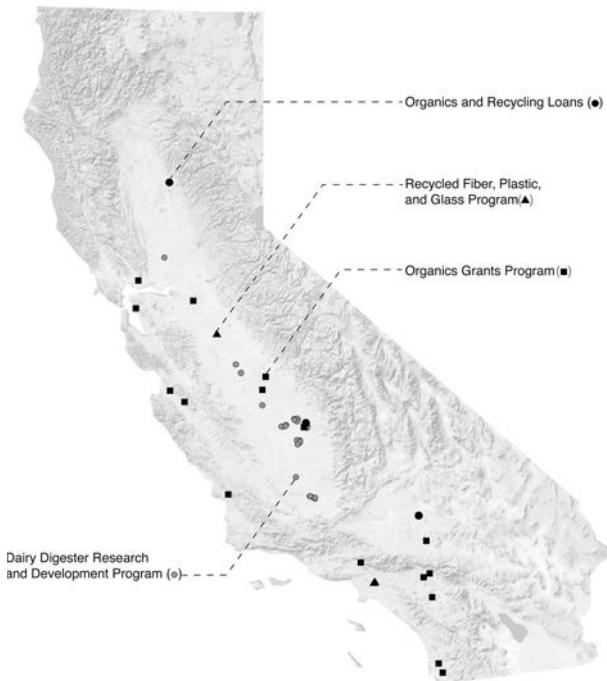 Organics and Recycling Loans (●)
Recycled Fiber, Plastic,
and Glass Program(▲)
Organics Grants Program(■)
Dairy Digester Research
and Development Program (●)